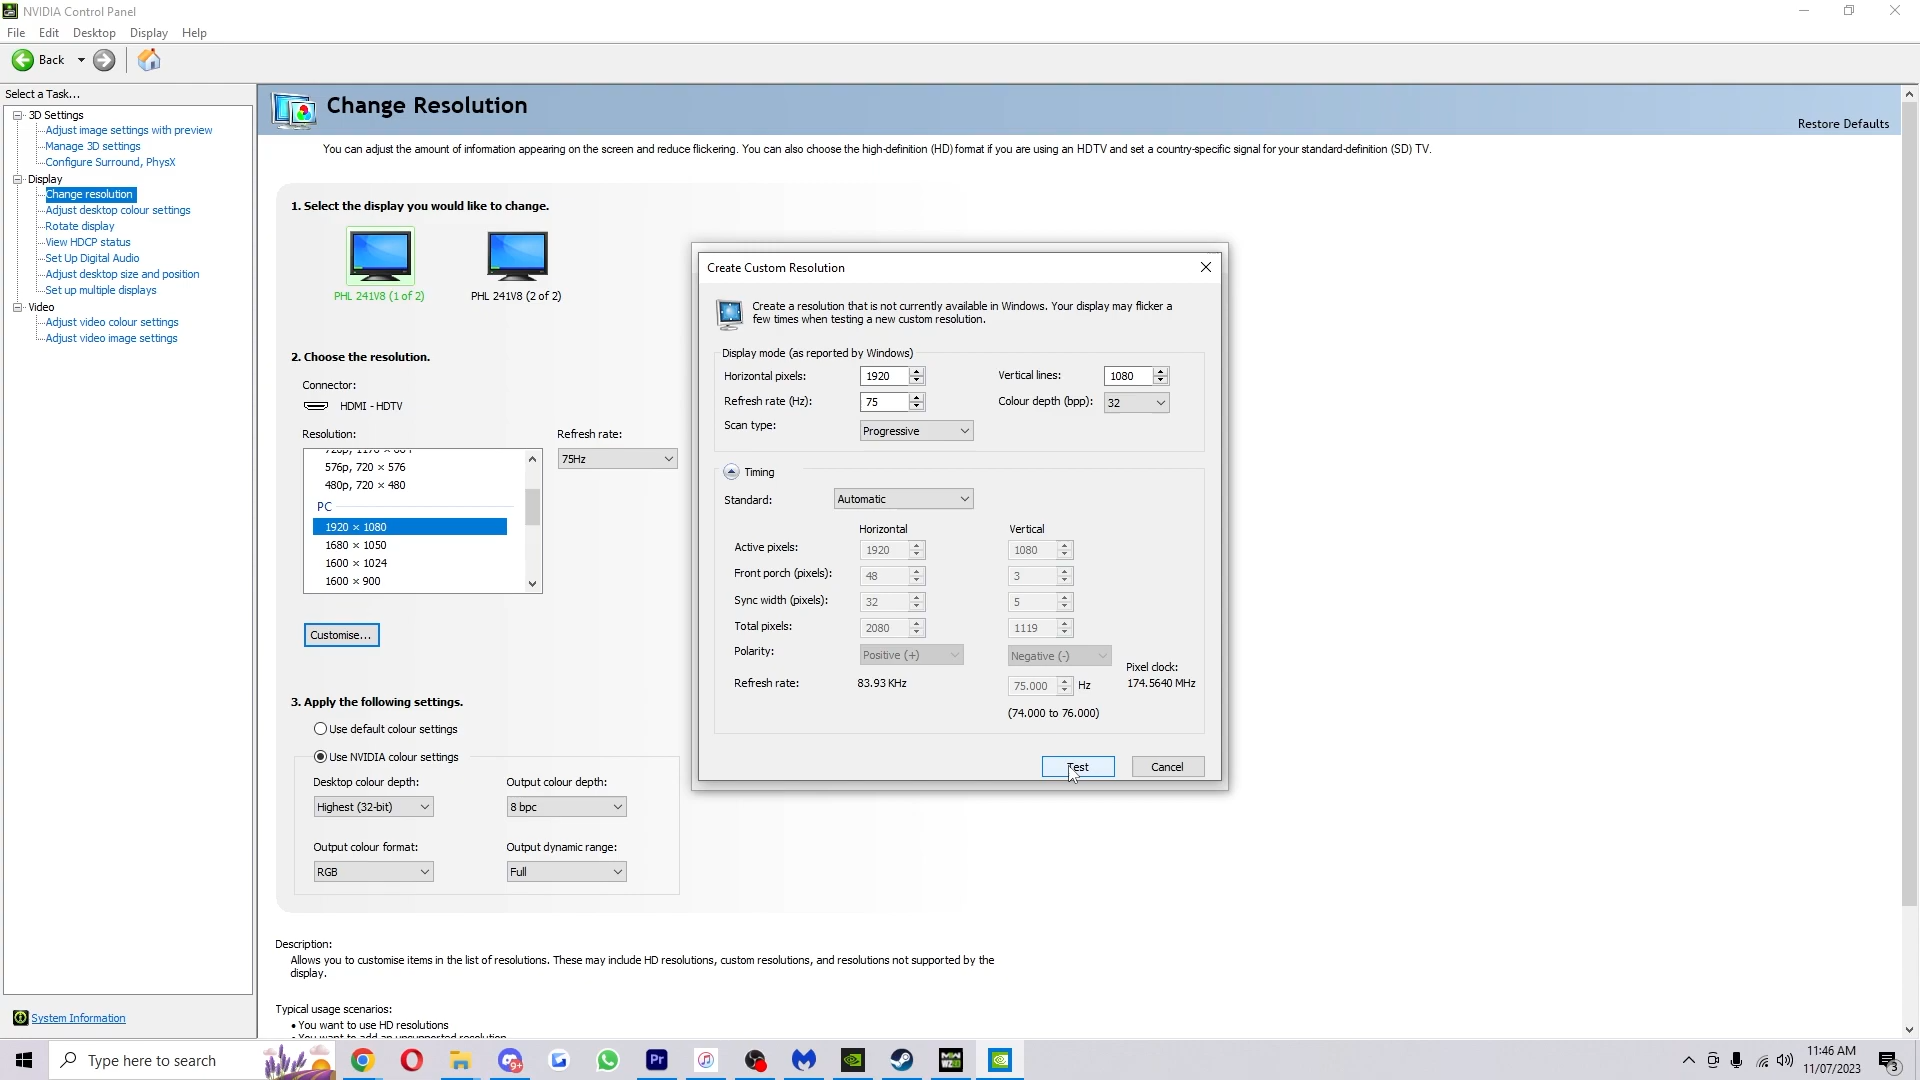 NVIDIA Control Panel
File Edit Desktop Display Help
Back
Select a Task...
3D Settings
Adjust image settings with preview
Manage 3D settings
Configure Surround, PhysX
Display
Change resolution
Adjust desktop colour settings
Rotate display
View HDCP status
Set Up Digital Audio
Adjust desktop size and position
Set up multiple displays
Video
Adjust video colour settings
Adjust video image settings
System Information
Change Resolution
Restore Defaults
You can adjust the amount of information appearing on the screen and reduce flickering. You can also choose the high-definition (HD) format if you are using an HDTV and set a country-specific signal for your standard-definition (SD) TV.
1. Select the display you would like to change.
PHL 241V8 (1 of 2) PHL 241V8 (2 of 2)
2. Choose the resolution.
Connector:
HDMI - HDTV
Resolution: Refresh rate:
75Hz
576p, 720 × 576
480p, 720 × 480
PC
1920 × 1080
1680 × 1050
1600 × 1024
1600 × 900
Customise...
3. Apply the following settings.
Use default colour settings
Use NVIDIA colour settings
Desktop colour depth: Output colour depth:
Highest (32-bit) 8 bpc
Output colour format: Output dynamic range:
RGB Full
Description:
Allows you to customise items in the list of resolutions. These may include HD resolutions, custom resolutions, and resolutions not supported by the
display.
Typical usage scenarios:
• You want to use HD resolutions
• You want to add an unsupported resolution
Create Custom Resolution
Create a resolution that is not currently available in Windows. Your display may flicker a
few times when testing a new custom resolution.
Display mode (as reported by Windows)
Horizontal pixels: 1920 Vertical lines: 1080
Refresh rate (Hz): 75 Colour depth (bpp): 32
Scan type: Progressive
Timing
Standard: Automatic
Horizontal Vertical
Active pixels: 1920 1080
Front porch (pixels): 48 3
Sync width (pixels): 32 5
Total pixels: 2080 1119
Polarity: Positive (+) Negative (-)
Pixel clock:
Refresh rate: 83.93 KHz 75.000 Hz 174.5640 MHz
(74.000 to 76.000)
Test Cancel
Type here to search
9+
Pr
11:46 AM
11/07/2023
3